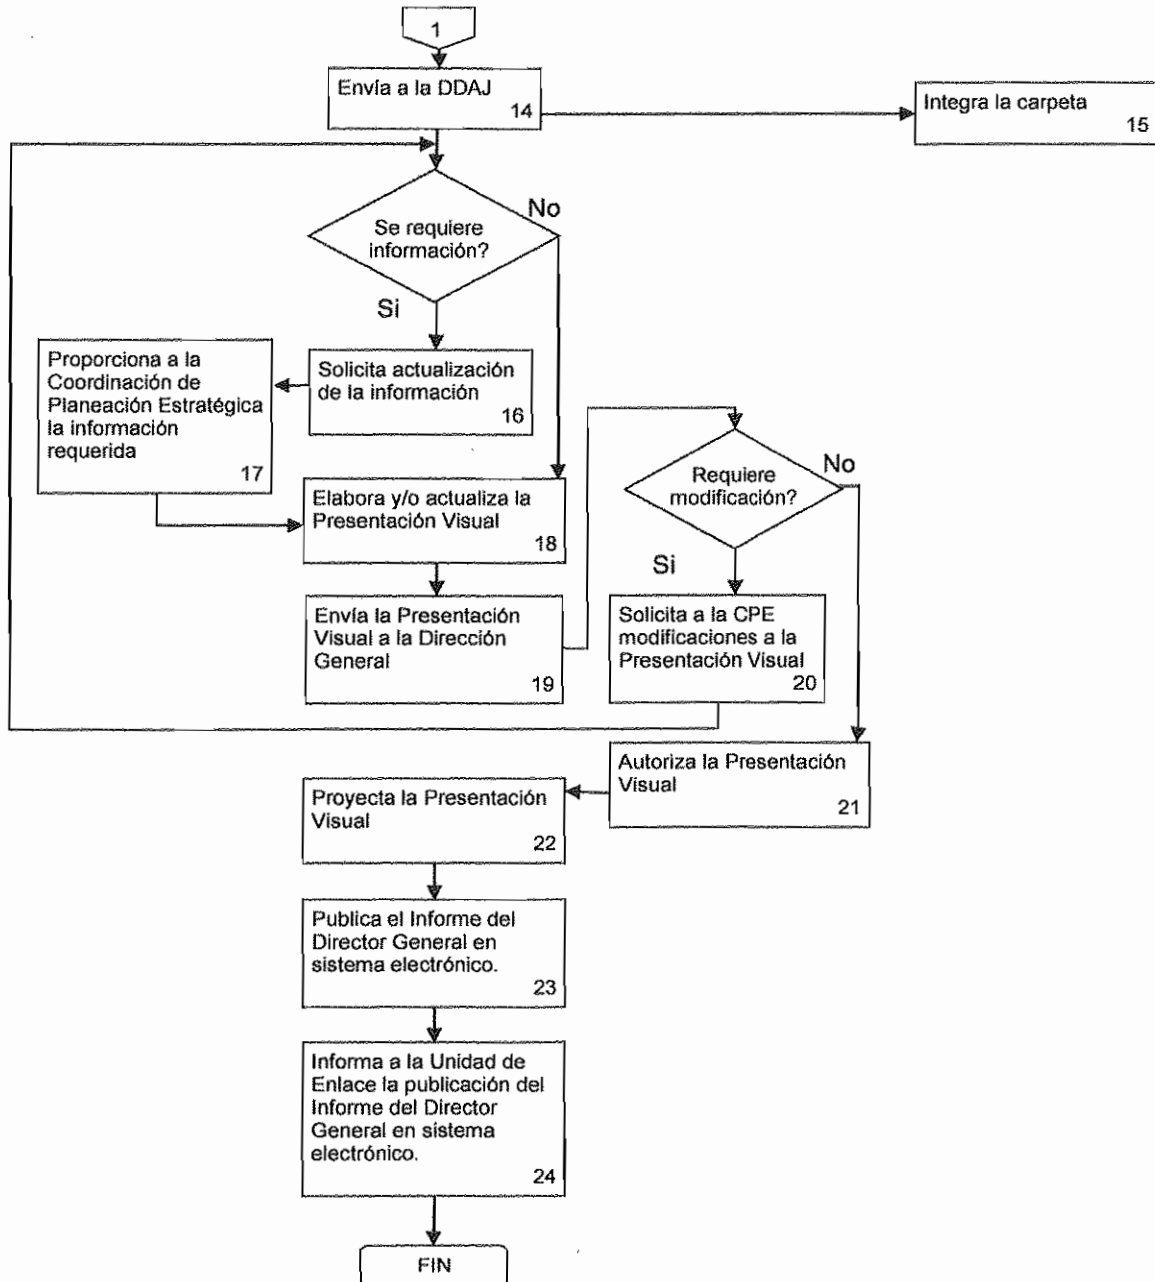 1
Envía a la DDAJ
14
Integra la carpeta
15
Se requiere
información?
No
Si
Solicita actualización
de la información
16
Proporciona a la
Coordinación de
Planeación Estratégica
la información
requerida
17
Elabora y/o actualiza la
Presentación Visual
18
Envía la Presentación
Visual a la Dirección
General
19
Requiere
modificación?
No
Si
Solicita a la CPE
modificaciones a la
Presentación Visual
20
Autoriza la Presentación
Visual
21
Proyecta la Presentación
Visual
22
Publica el Informe del
Director General en
sistema electrónico.
23
Informa a la Unidad de
Enlace la publicación del
Informe del Director
General en sistema
electrónico.
24
FIN